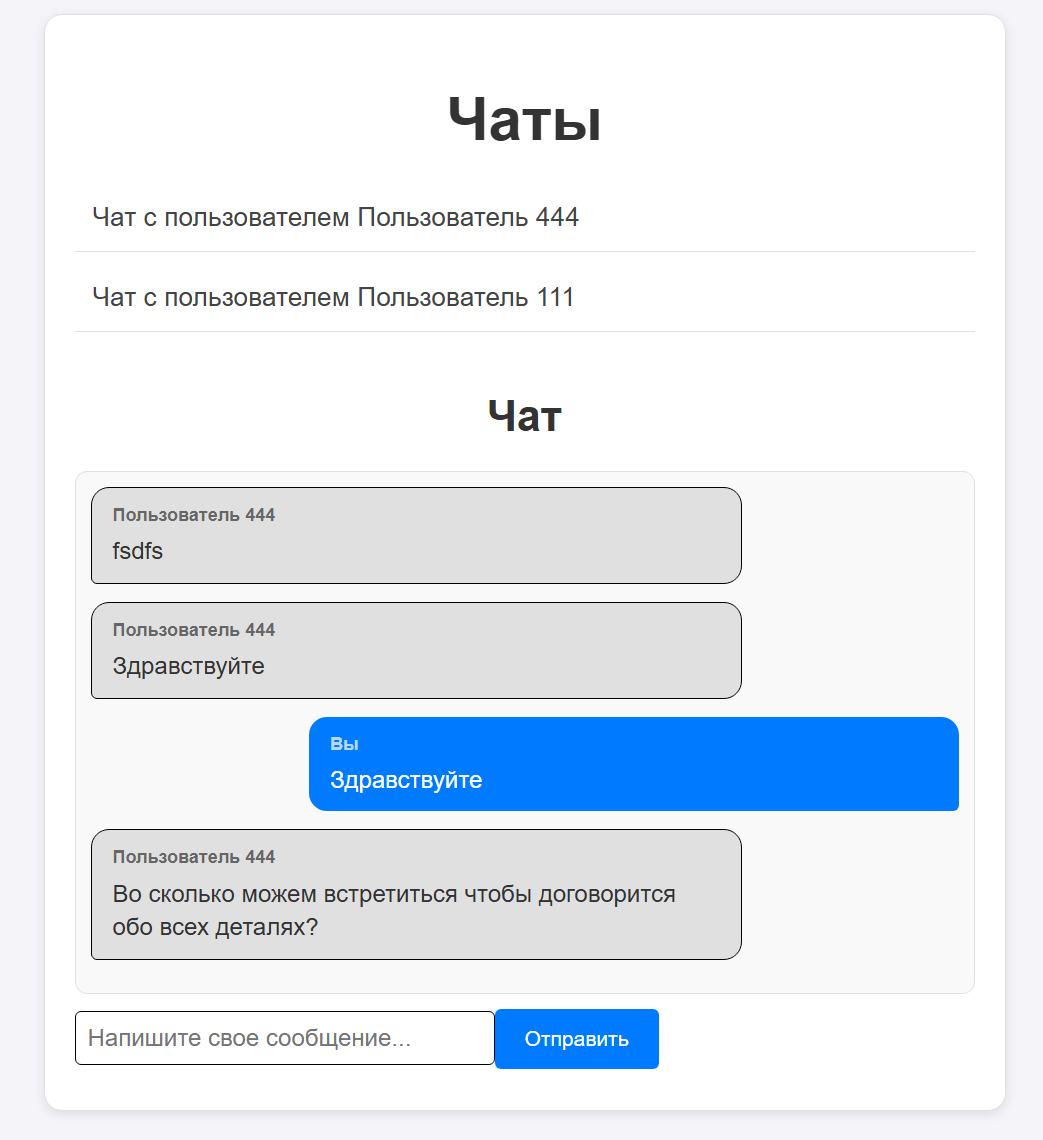 Чаты
Чат с пользователем Пользователь 444
Чат с пользователем Пользователь 111
Чат
Пользователь 444
fsdfs
Пользователь 444
Здравствуйте
Вы
Здравствуйте
Пользователь 444
Во сколько можем встретиться чтобы договорится
обо всех деталях?
Напишите свое сообщение...
Отправить